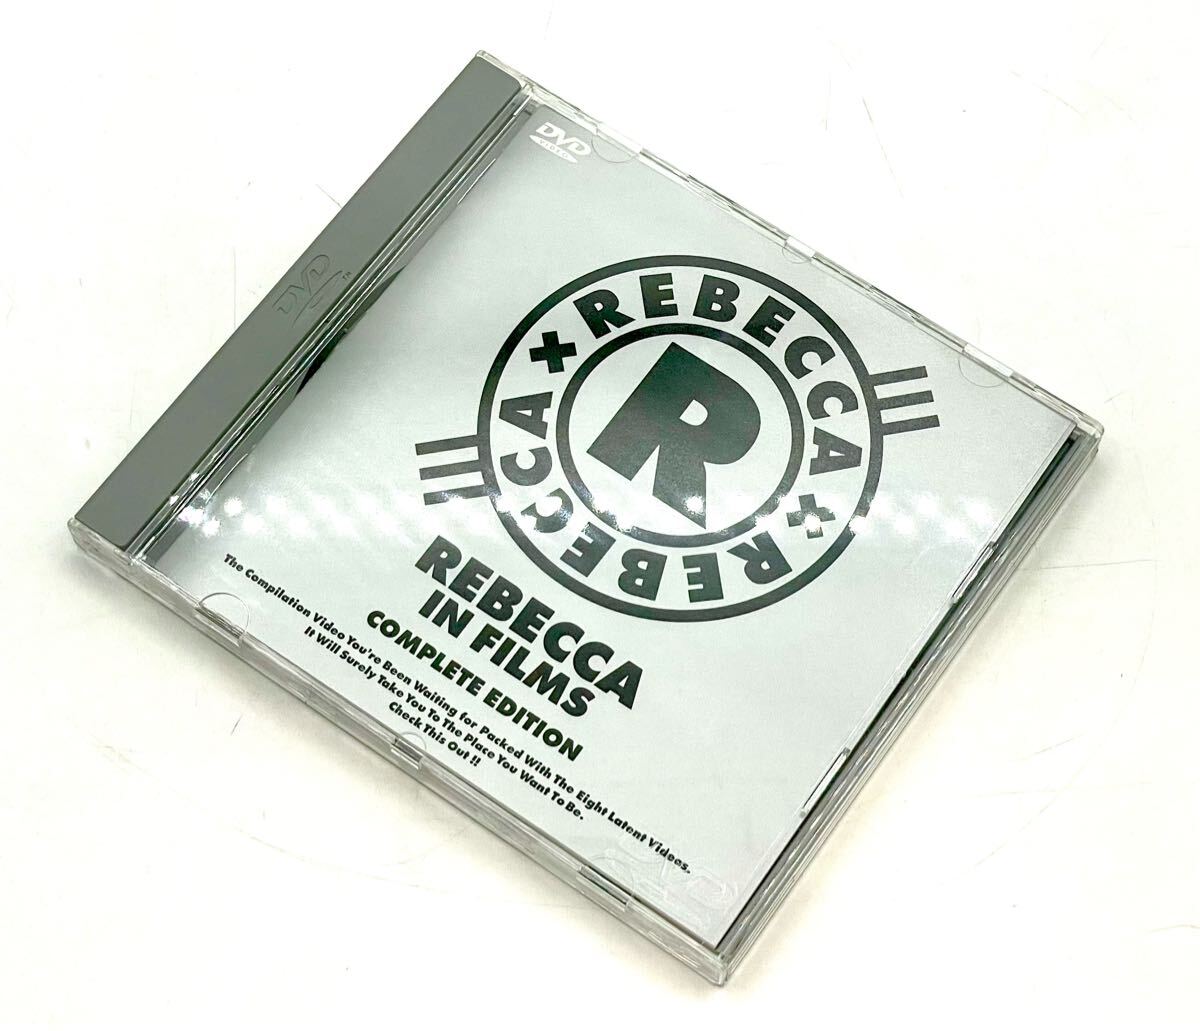 DVD
VIDEO
DVD
™
REBECCA
R
REBECCA
REBECCA
IN FILMS
COMPLETE EDITION
The Compilation Video You're Been Waiting for Packed With The Eight Latent Videos.
It Will Surely Take You To The Place You Want To Be.
Check This Out !!